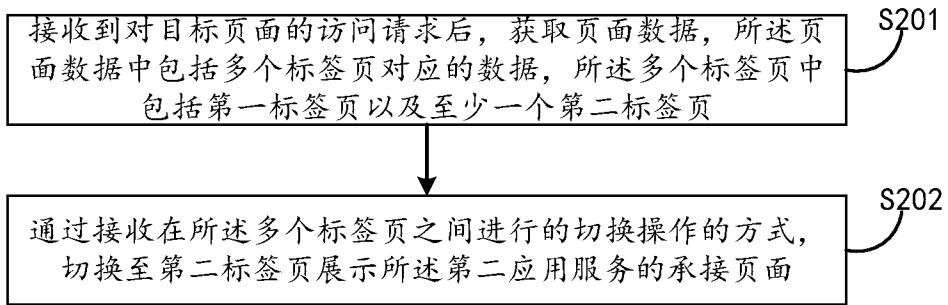 接收到对目标页面的访问请求后，获取页面数据，所述页
面数据中包括多个标签页对应的数据，所述多个标签页中
包括第一标签页以及至少一个第二标签页
S201
通过接收在所述多个标签页之间进行的切换操作的方式，
切换至第二标签页展示所述第二应用服务的承接页面
S202